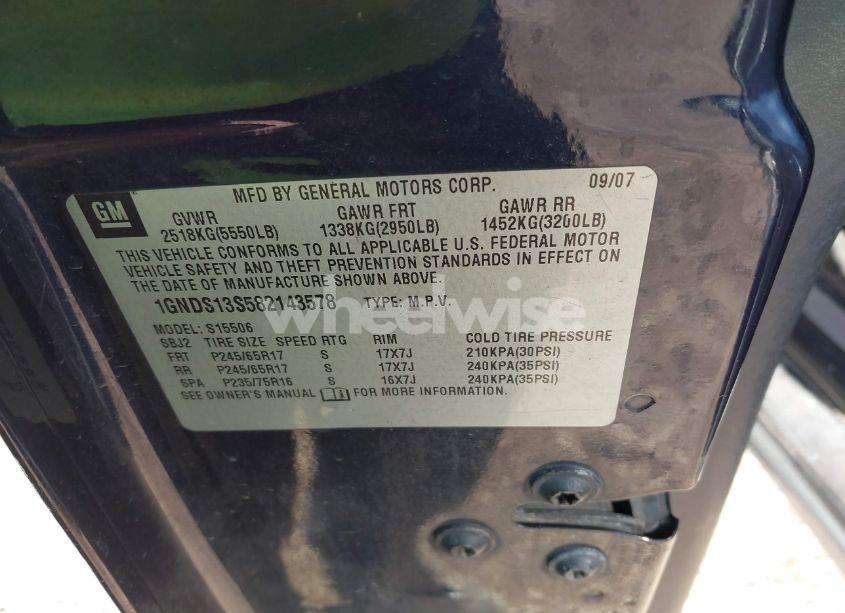 GM
MFD BY GENERAL MOTORS CORP. 09/07
GVWR GAWR FRT GAWR RR
2518KG(5550LB) 1338KG(2950LB) 1452KG(3200LB)
THIS VEHICLE CONFORMS TO ALL APPLICABLE U.S. FEDERAL MOTOR
VEHICLE SAFETY AND THEFT PREVENTION STANDARDS IN EFFECT ON
THE DATE OF MANUFACTURE SHOWN ABOVE.
1GNDS13S582143578 TYPE: M.P.V.
wheelwise
MODEL: S15506
SBJ2 TIRE SIZE SPEED RTG RIM COLD TIRE PRESSURE
FRT P245/65R17 S 17X7J 210KPA(30PSI)
RR P245/65R17 S 17X7J 240KPA(35PSI)
SPA P235/75R16 S 16X7J 240KPA(35PSI)
SEE OWNER'S MANUAL FOR MORE INFORMATION.